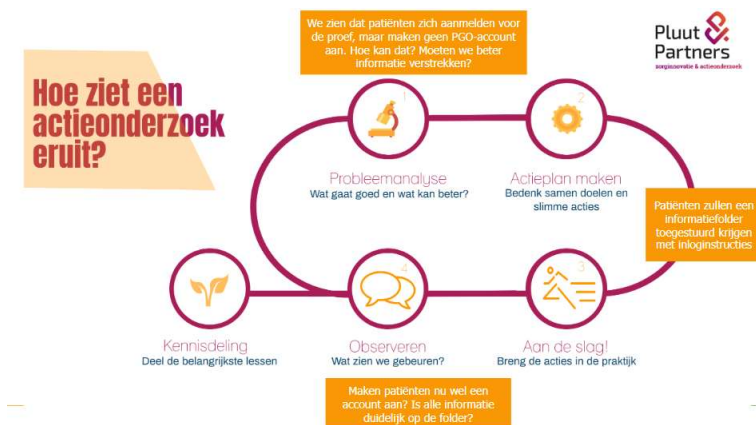 We zien dat patiënten zich aanmelden voor
de proef, maar maken geen PGO-account
aan. Hoe kan dat? Moeten we beter
informatie verstrekken?
Pluut &
Partners
zorginnovatie & actieonderzoek
Hoe ziet een
actieonderzoek
eruit?
1
Probleemanalyse
Wat gaat goed en wat kan beter?
2
Actieplan maken
Bedenk samen doelen en
slimme acties
Patiënten zullen een
informatiefolder
toegestuurd krijgen
met inloginstructies
3
Aan de slag!
Breng de acties in de praktijk
4
Observeren
Wat zien we gebeuren?
Kennisdeling
Deel de belangrijkste lessen
Maken patiënten nu wel een
account aan? Is alle informatie
duidelijk op de folder?